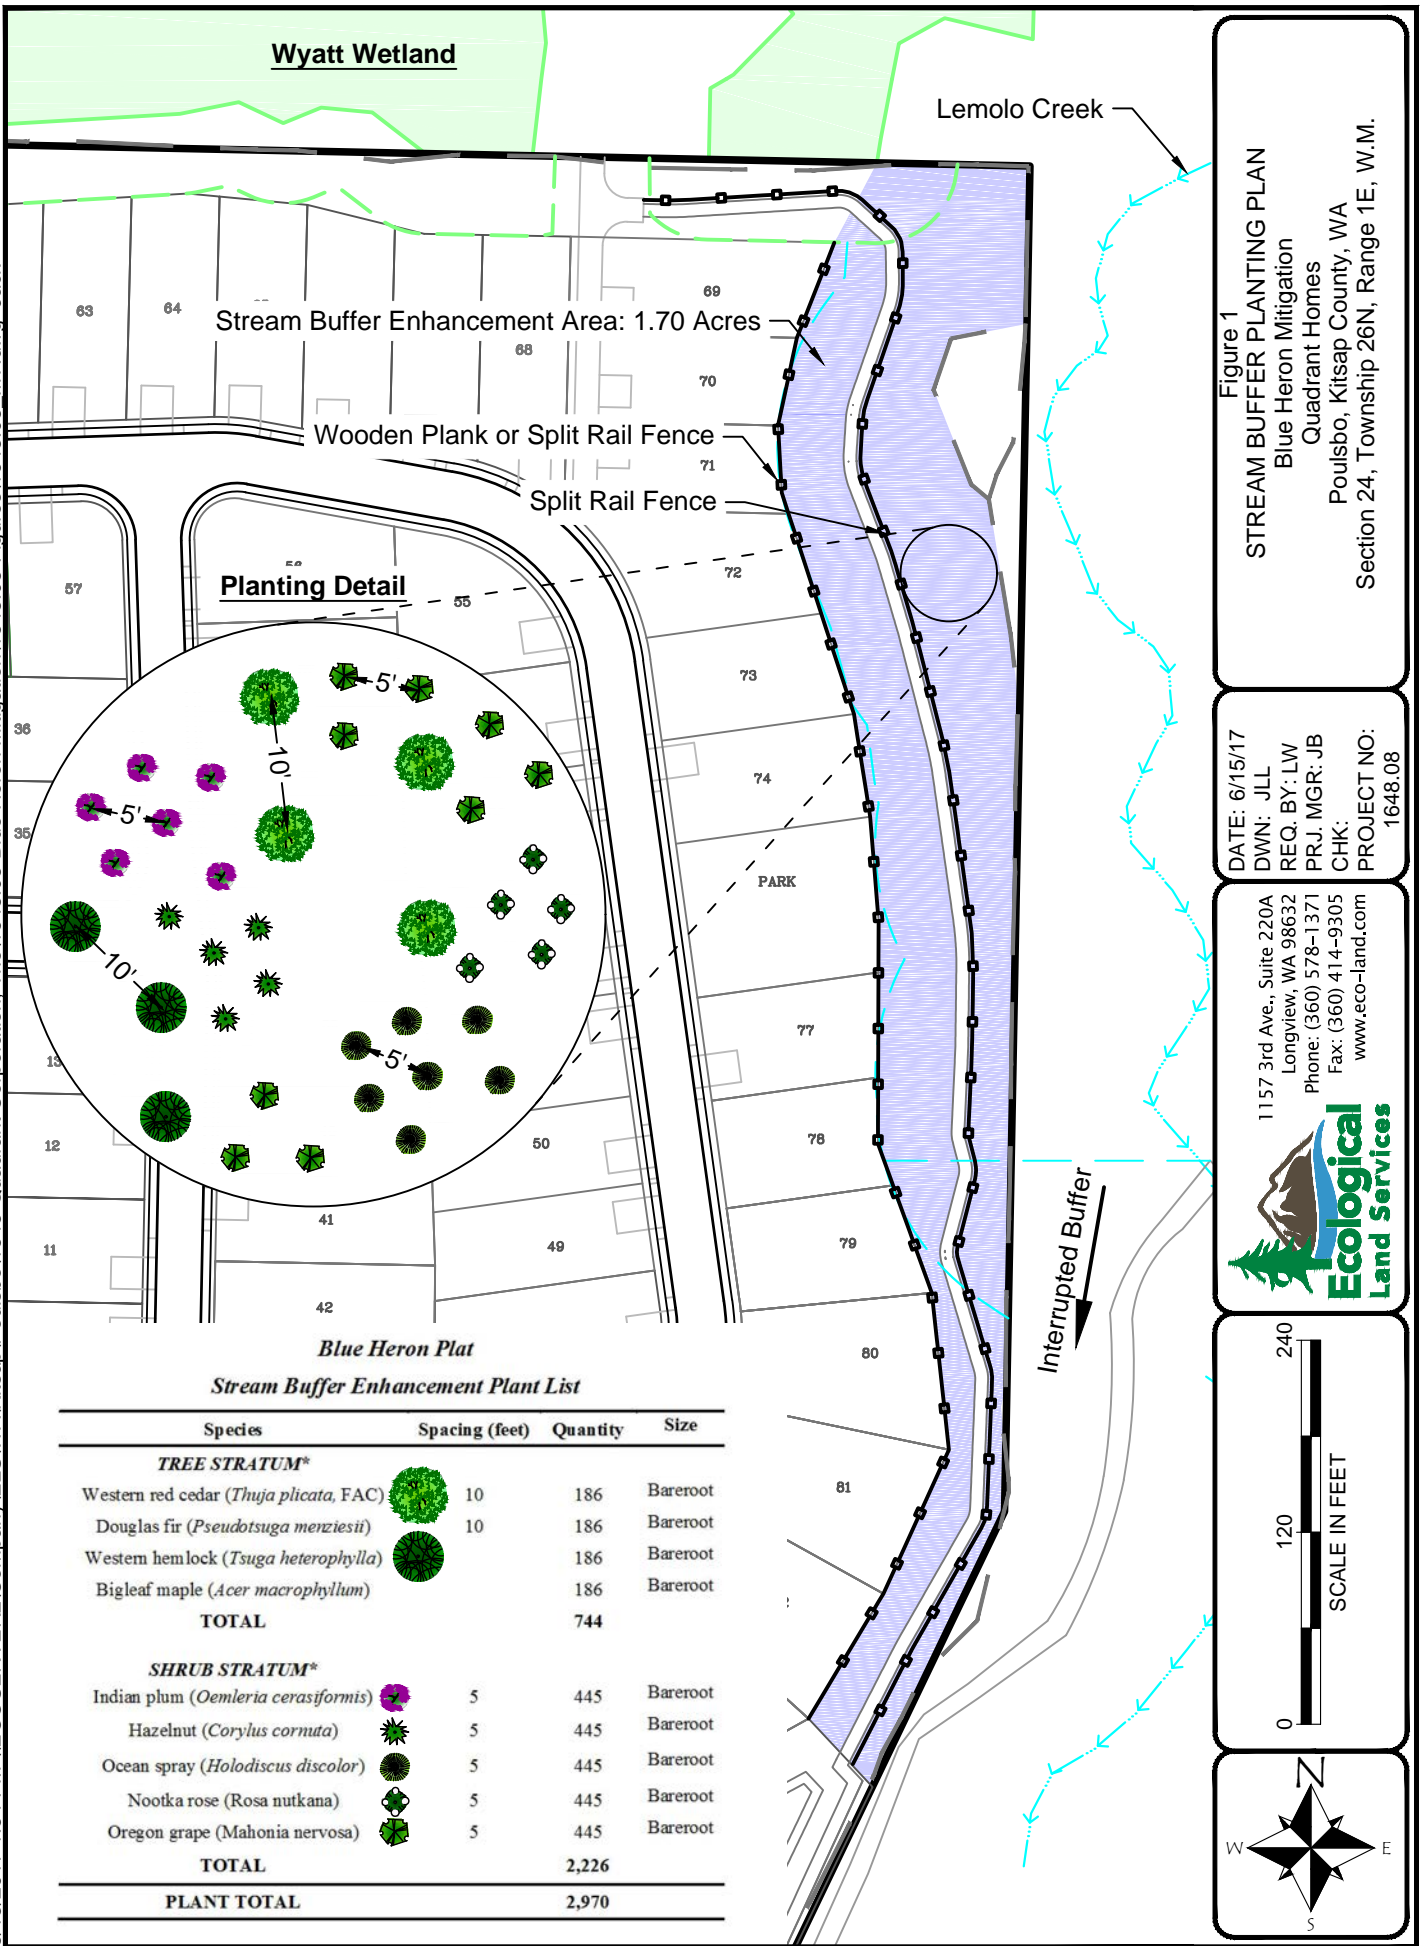 Wyatt Wetland
Lemolo Creek
63
64
68
69
70
71
72
73
74
PARK
77
78
79
80
81
Stream Buffer Enhancement Area: 1.70 Acres
Wooden Plank or Split Rail Fence
Split Rail Fence
Planting Detail
57
55
36
35
13
12
11
50
49
41
42
5'
10'
5'
10'
5'
Interrupted Buffer
Blue Heron Plat
Stream Buffer Enhancement Plant List
Species Spacing (feet) Quantity Size
TREE STRATUM*
Western red cedar (Thuja plicata, FAC) 10 186 Bareroot
Douglas fir (Pseudotsuga menziesii) 10 186 Bareroot
Western hemlock (Tsuga heterophylla) 186 Bareroot
Bigleaf maple (Acer macrophyllum) 186 Bareroot
TOTAL 744
SHRUB STRATUM*
Indian plum (Oemleria cerasiformis) 5 445 Bareroot
Hazelnut (Corylus cornuta) 5 445 Bareroot
Ocean spray (Holodiscus discolor) 5 445 Bareroot
Nootka rose (Rosa nutkana) 5 445 Bareroot
Oregon grape (Mahonia nervosa) 5 445 Bareroot
TOTAL 2,226
PLANT TOTAL 2,970
Figure 1
STREAM BUFFER PLANTING PLAN
Blue Heron Mitigation
Quadrant Homes
Poulsbo, Kitsap County, WA
Section 24, Township 26N, Range 1E, W.M.
DATE: 6/15/17
DWN: JLL
REQ. BY: LW
PRJ. MGR: JB
CHK:
PROJECT NO:
1648.08
1157 3rd Ave., Suite 220A
Longview, WA 98632
Phone: (360) 578-1371
Fax: (360) 414-9305
www.eco-land.com
Ecological
Land Services
0 120 240
SCALE IN FEET
N
W E
S